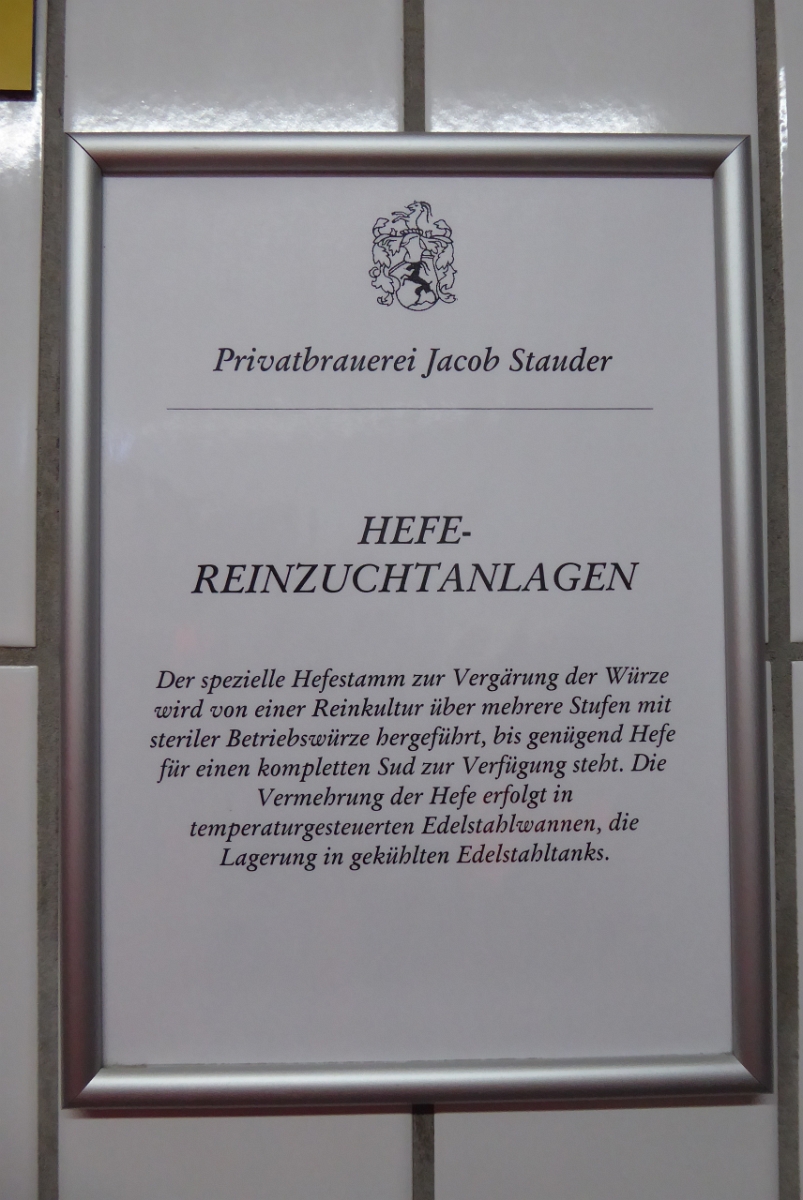 Privatbrauerei Jacob Stauder
HEFE-
REINZUCHTANLAGEN
Der spezielle Hefestamm zur Vergärung der Würze
wird von einer Reinkultur über mehrere Stufen mit
steriler Betriebswürze hergeführt, bis genügend Hefe
für einen kompletten Sud zur Verfügung steht. Die
Vermehrung der Hefe erfolgt in
temperaturgesteuerten Edelstahlwannen, die
Lagerung in gekühlten Edelstahltanks.